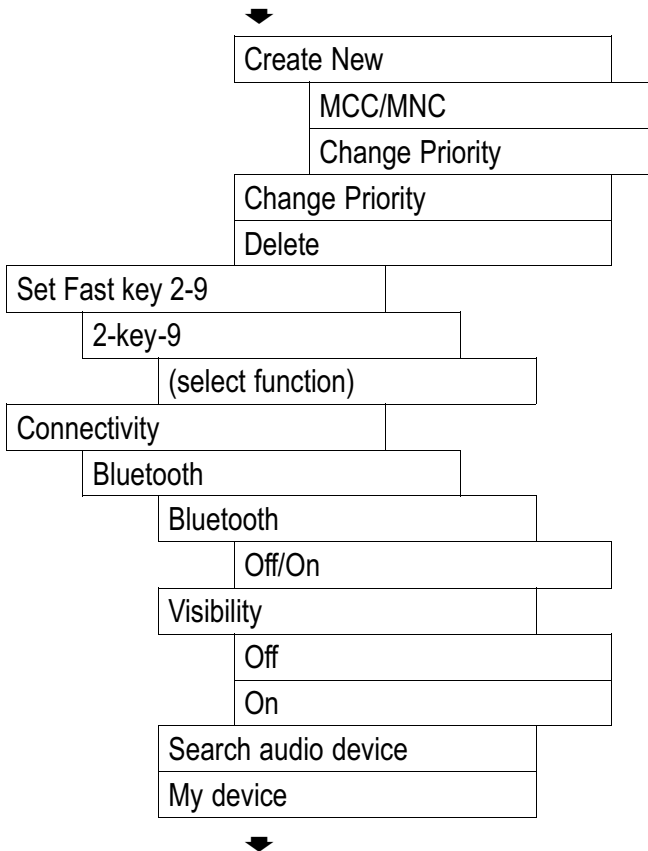 Create New
MCC/MNC
Change Priority
Change Priority
Delete
Set Fast key 2-9
2-key-9
(select function)
Connectivity
Bluetooth
Bluetooth
Off/On
Visibility
Off
On
Search audio device
My device